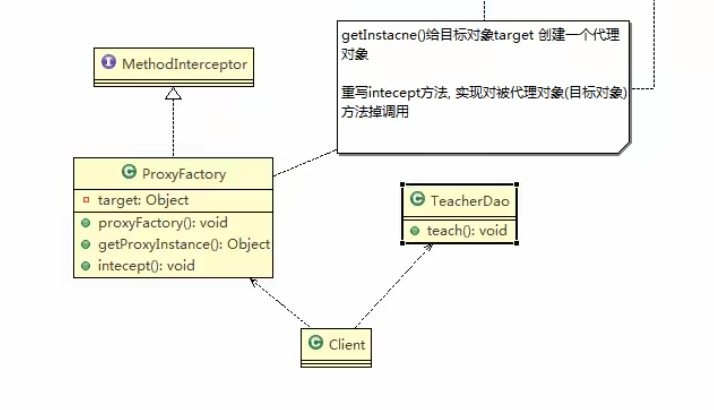 getInstacne()给目标对象target 创建一个代理
对象
重写intecept方法, 实现对被代理对象(目标对象)
方法掉调用
MethodInterceptor
ProxyFactory
target: Object
proxyFactory(): void
getProxyInstance(): Object
intecept(): void
TeacherDao
teach(): void
Client